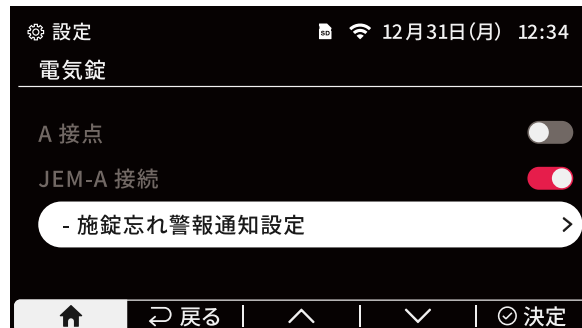 設定 SD 12月31日(月) 12:34
電気錠
A 接点
JEM-A 接続
- 施錠忘れ警報通知設定
戻る 決定